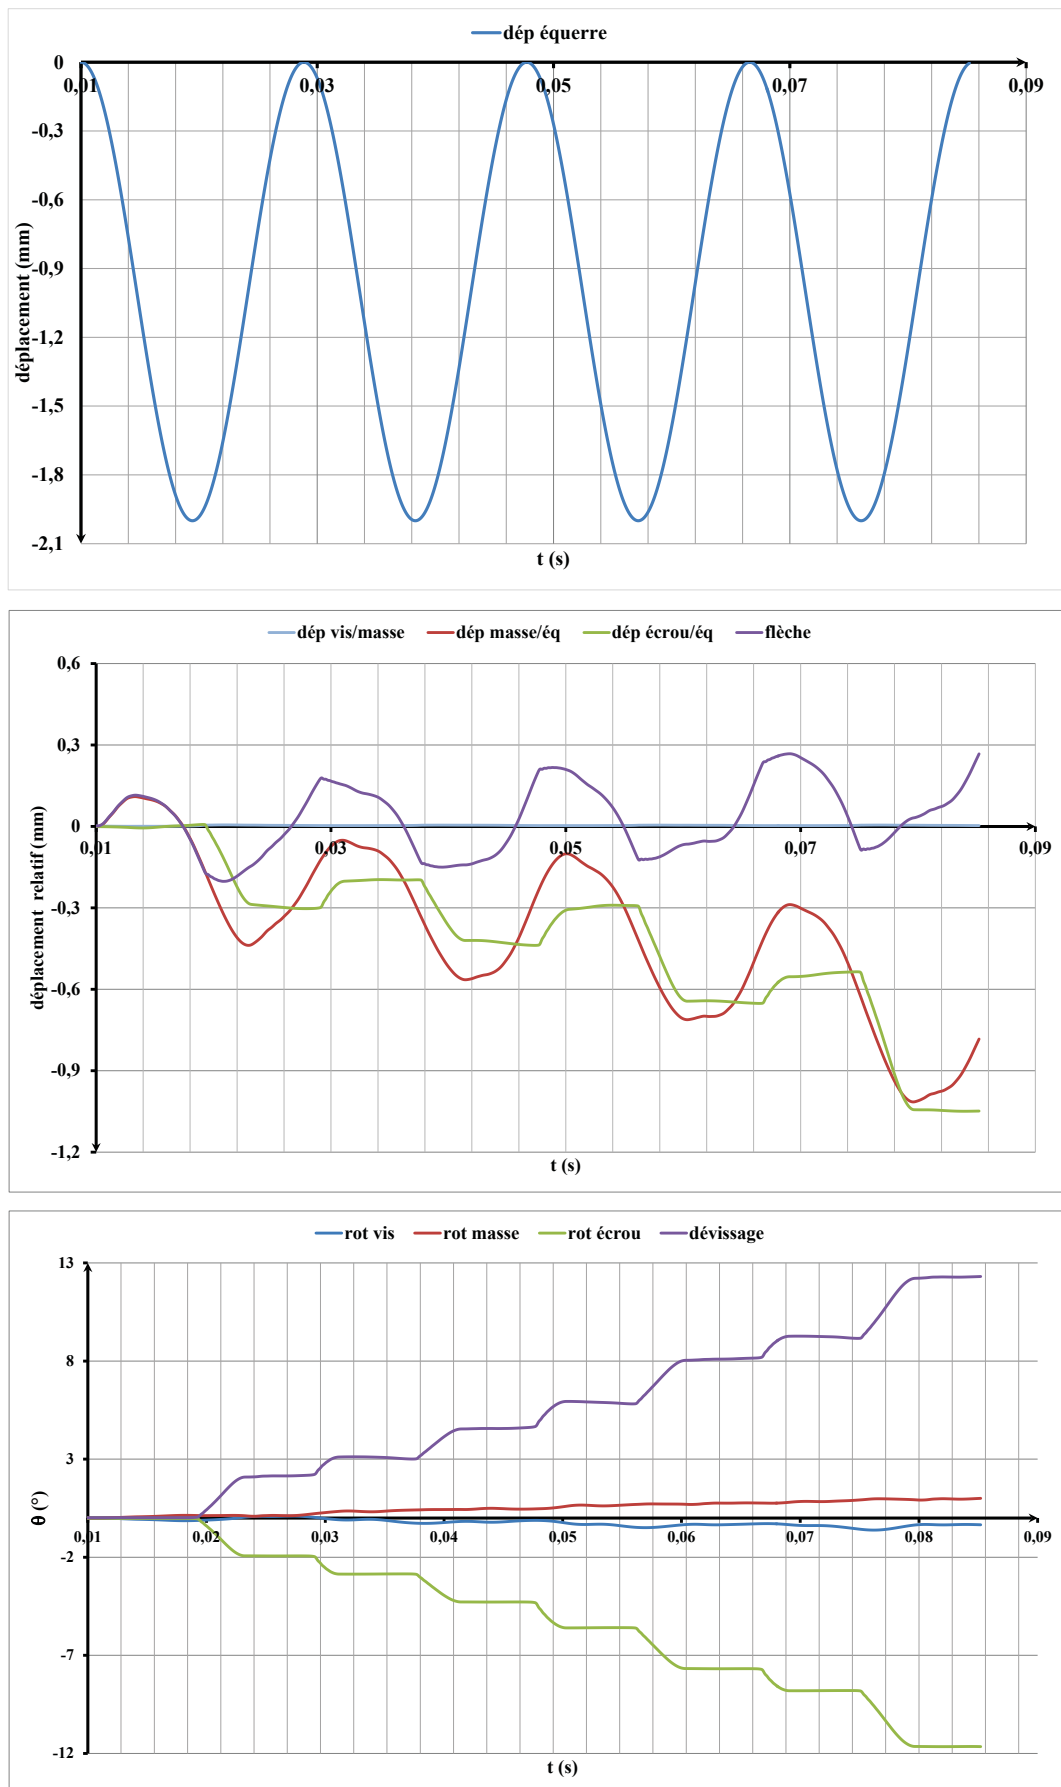 dép équerre
0
0,01 0,03 0,05 0,07 0,09
-0,3
-0,6
-0,9
-1,2
-1,5
-1,8
-2,1
déplacement (mm)
t (s)
dép vis/masse dép masse/éq dép écrou/éq flèche
0,6
0,3
0
0,01 0,03 0,05 0,07 0,09
-0,3
-0,6
-0,9
-1,2
déplacement relatif (mm)
t (s)
rot vis rot masse rot écrou dévissage
13
8
3
0,01 0,02 0,03 0,04 0,05 0,06 0,07 0,08 0,09
-2
-7
-12
θ (°)
t (s)